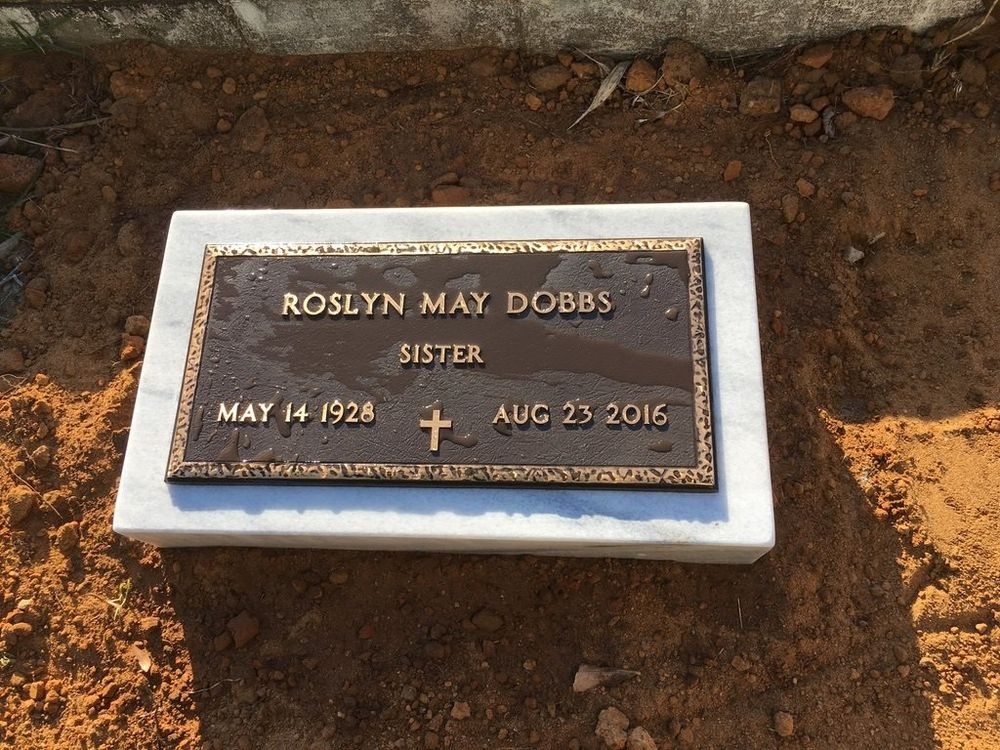 ROSLYN MAY DOBBS
SISTER
MAY 14 1928 AUG 23 2016